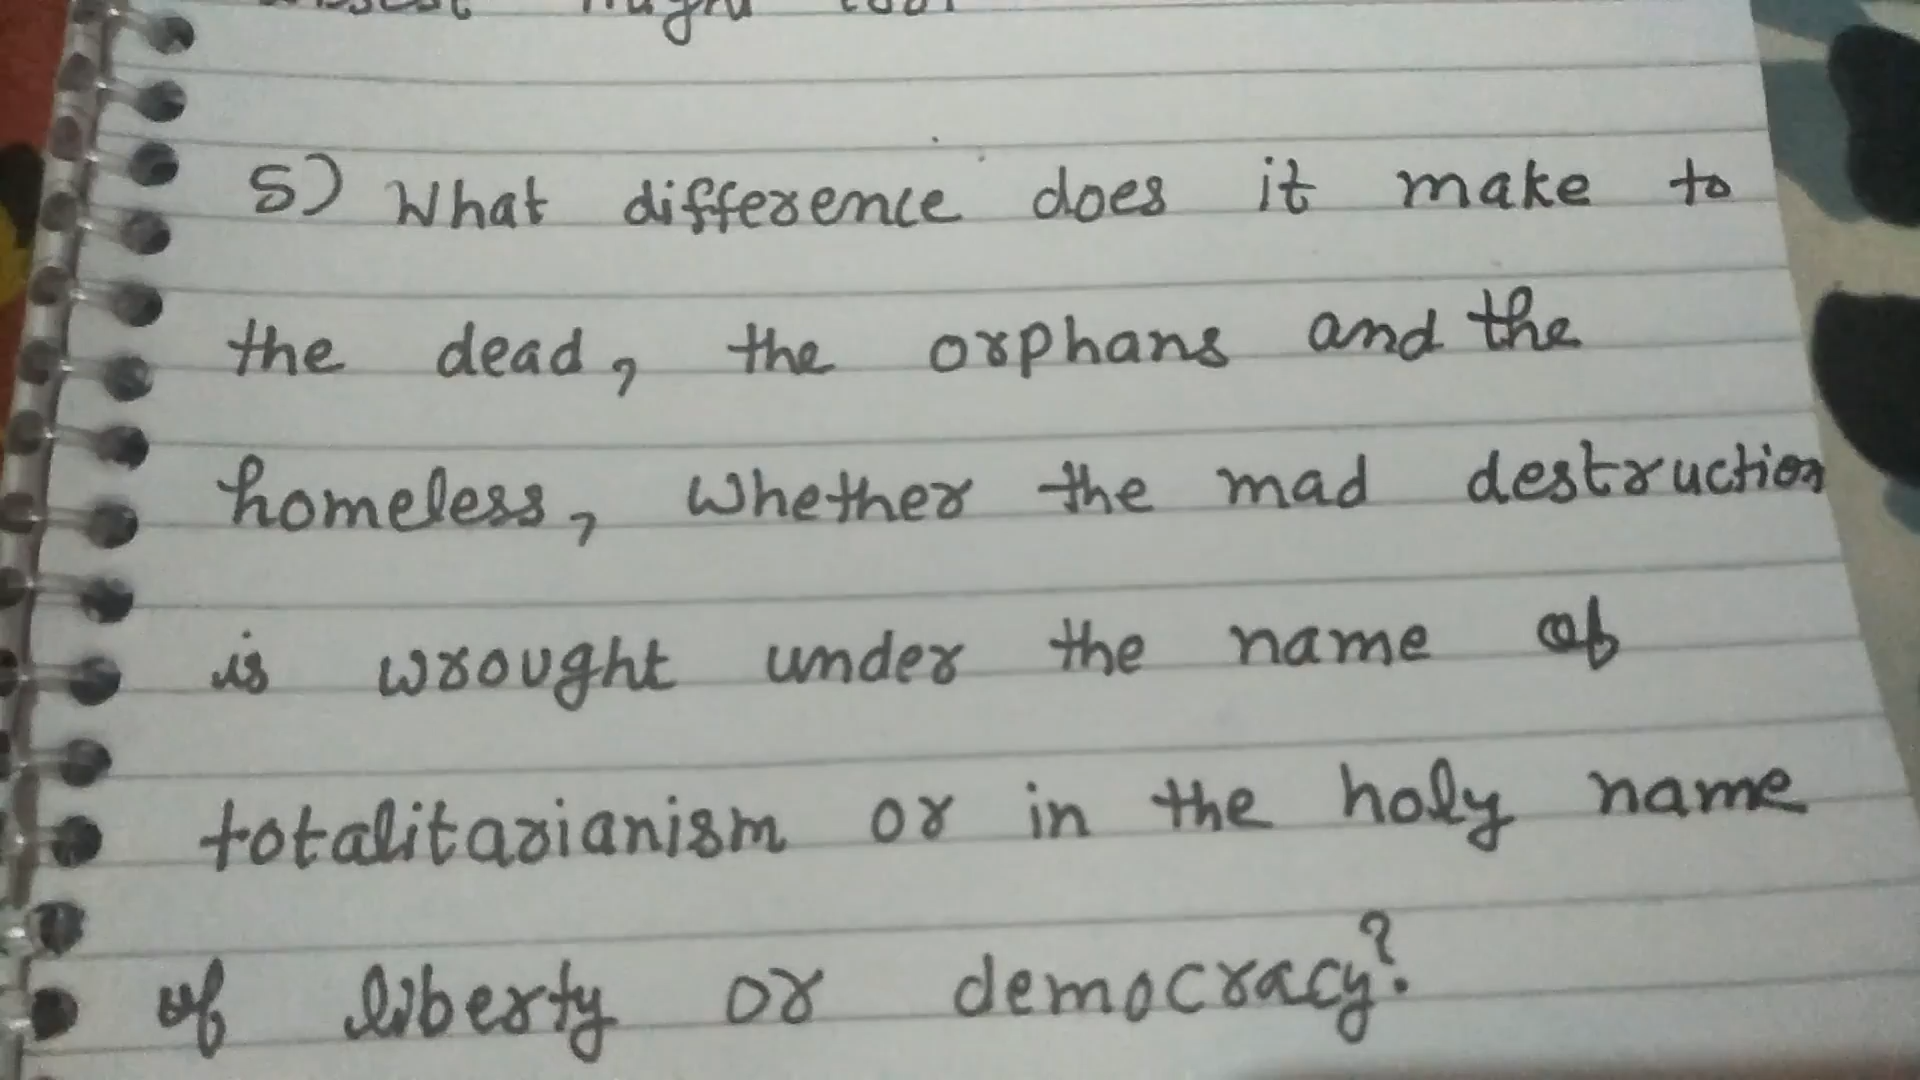 5) What difference does it make to
the dead, the orphans and the
homeless, whether the mad destruction
is wrought under the name of
totalitarianism or in the holy name
of liberty or democracy?